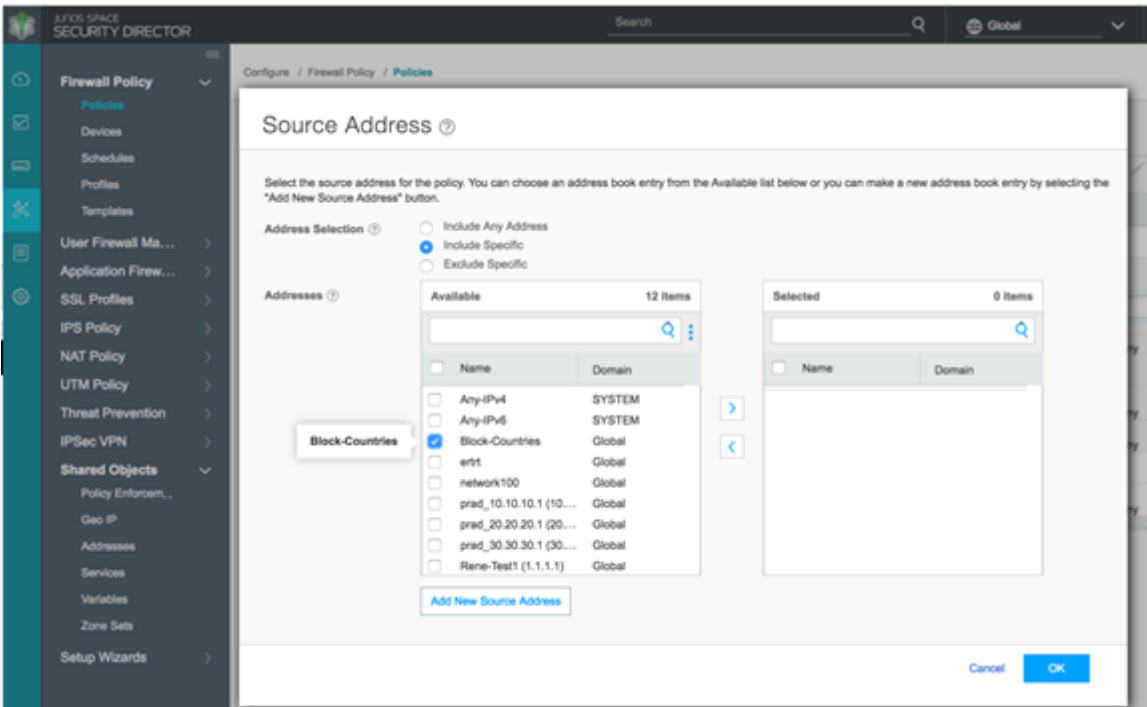 JUNOS SPACE
SECURITY DIRECTOR
Search
Global
Firewall Policy
Policies
Devices
Schedules
Profiles
Templates
User Firewall Ma...
Application Firew...
SSL Profiles
IPS Policy
NAT Policy
UTM Policy
Threat Prevention
IPSec VPN
Shared Objects
Policy Enforcem..
Geo IP
Addresses
Services
Variables
Zone Sets
Setup Wizards
Configure / Firewall Policy / Policies
Source Address
Select the source address for the policy. You can choose an address book entry from the Available list below or you can make a new address book entry by selecting the
"Add New Source Address" button.
Address Selection
Include Any Address
Include Specific
Exclude Specific
Addresses
Available 12 items
Name Domain
Any-IPv4 SYSTEM
Any-IPv6 SYSTEM
Block-Countries
Block-Countries Global
ertrt Global
network100 Global
prad_10.10.10.1 (10.... Global
prad_20.20.20.1 (20.... Global
prad_30.30.30.1 (30.... Global
Rene-Test1 (1.1.1.1) Global
Selected 0 items
Name Domain
Add New Source Address
Cancel OK